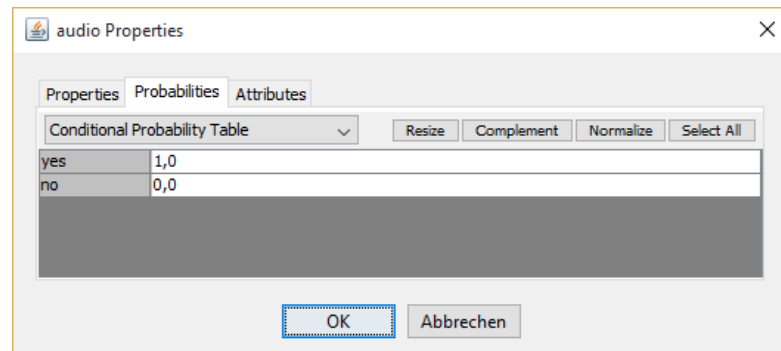 audio Properties
Properties Probabilities Attributes
Conditional Probability Table Resize Complement Normalize Select All
yes 1,0
no 0,0
OK Abbrechen